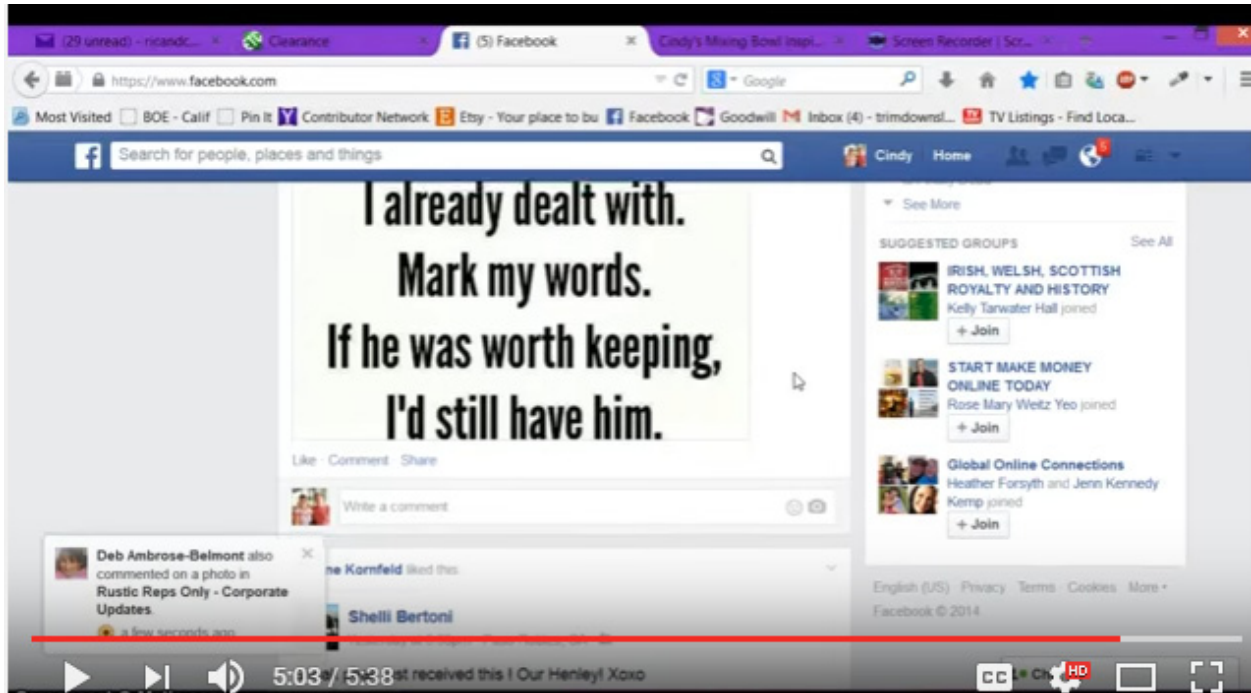 (29 unread) - ricandc...
Clearance
(5) Facebook
Cindy's Mixing Bowl Inspi...
Screen Recorder | Scr...
https://www.facebook.com
Google
Most Visited BOE - Calif Pin It Contributor Network Etsy - Your place to bu Facebook Goodwill Inbox (4) - trimdownsl... TV Listings - Find Loca...
Search for people, places and things
Cindy Home
5
I already dealt with.
Mark my words.
If he was worth keeping,
I'd still have him.
Like · Comment · Share
Write a comment
See More
SUGGESTED GROUPS See All
IRISH, WELSH, SCOTTISH
ROYALTY AND HISTORY
Kelly Tarwater Hall joined
+ Join
START MAKE MONEY
ONLINE TODAY
Rose Mary Weitz Yeo joined
+ Join
Global Online Connections
Heather Forsyth and Jenn Kennedy
Kemp joined
+ Join
English (US) · Privacy · Terms · Cookies · More
Facebook © 2014
Deb Ambrose-Belmont also
commented on a photo in
Rustic Reps Only - Corporate
Updates.
a few seconds ago
ne Kornfeld liked this
Shelli Bertoni
st received this ! Our Henley! Xoxo
5:03 / 5:38
CC
HD